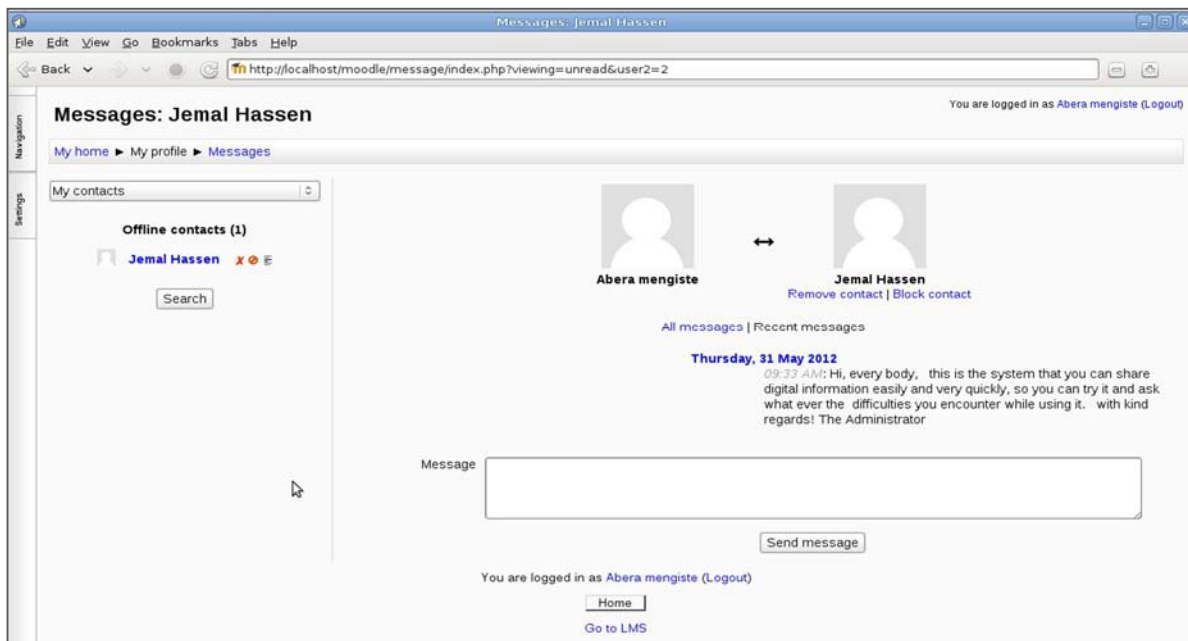 Messages: Jemal Hassen
File Edit View Go Bookmarks Tabs Help
Back http://localhost/moodle/message/index.php?viewing=unread&user2=2
Navigation
Settings
Messages: Jemal Hassen
You are logged in as Abera mengiste (Logout)
My home ► My profile ► Messages
My contacts
Offline contacts (1)
Jemal Hassen
Search
Abera mengiste
Jemal Hassen
Remove contact | Block contact
All messages | Recent messages
Thursday, 31 May 2012
09:33 AM: Hi, every body, this is the system that you can share
digital information easily and very quickly, so you can try it and ask
what ever the difficulties you encounter while using it. with kind
regards! The Administrator
Message
Send message
You are logged in as Abera mengiste (Logout)
Home
Go to LMS